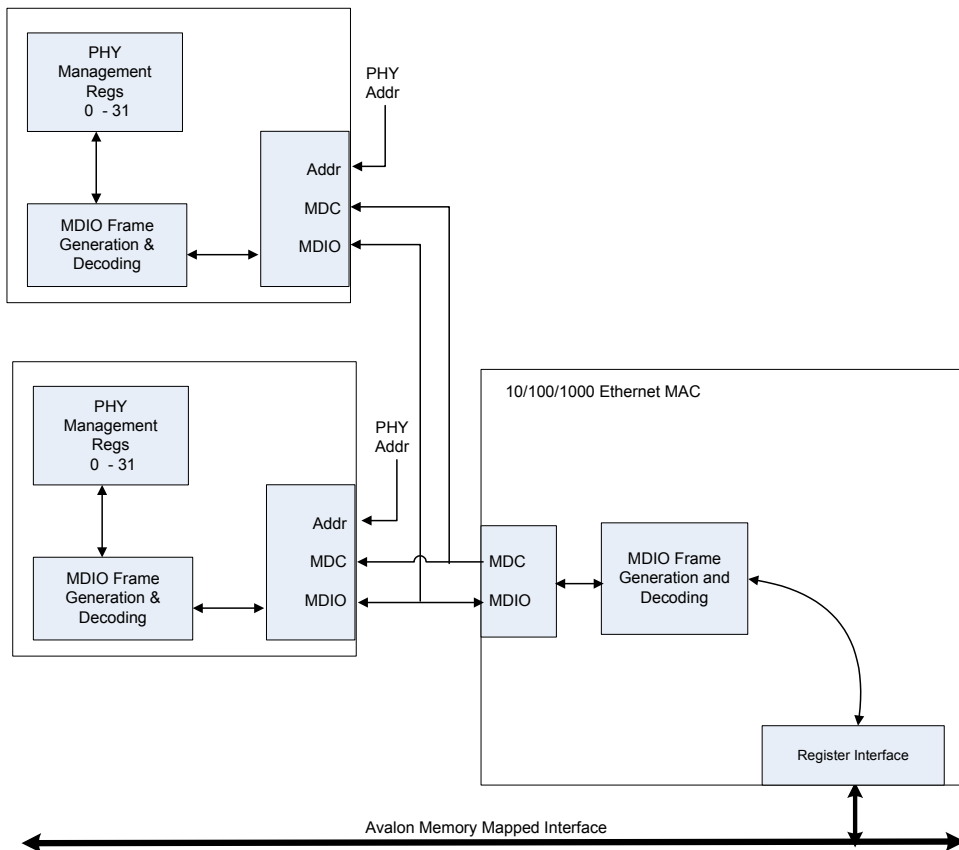 PHY
Management
Regs
0 - 31
PHY
Addr
Addr
MDC
MDIO
MDIO Frame
Generation &
Decoding
10/100/1000 Ethernet MAC
PHY
Management
Regs
0 - 31
PHY
Addr
Addr
MDC
MDIO
MDIO Frame
Generation &
Decoding
MDC
MDIO
MDIO Frame
Generation and
Decoding
Register Interface
Avalon Memory Mapped Interface